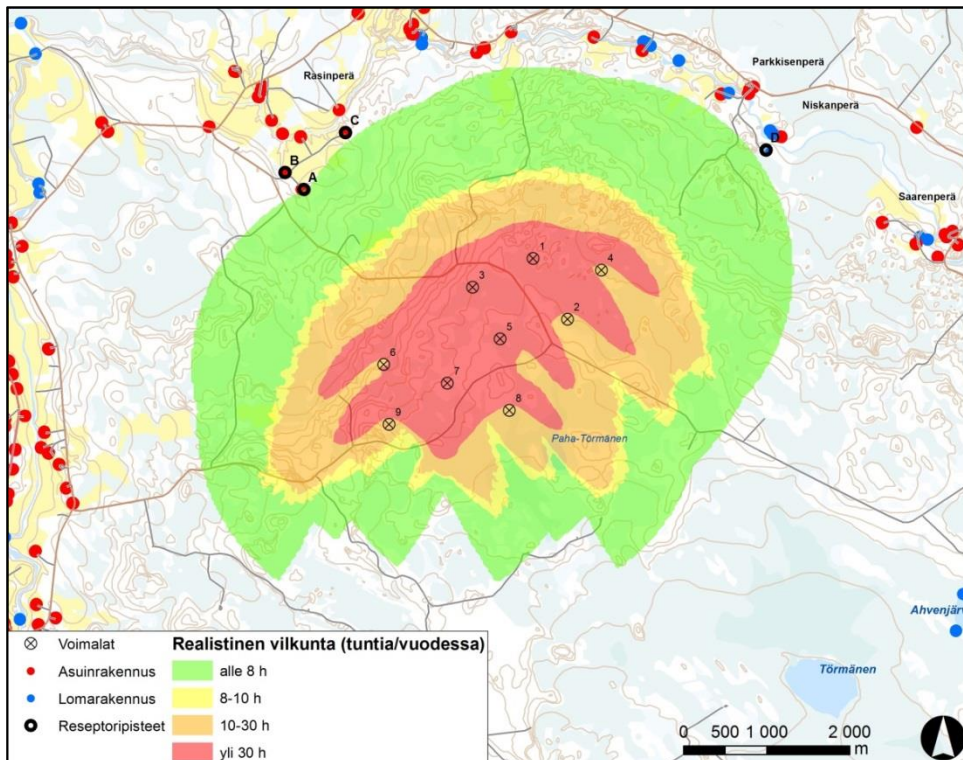 Rasinperä
Parkkisenperä
Niskanperä
C
B
A
D
Saarenperä
1
4
3
2
5
6
7
8
9
Paha-Törmänen
Ahvenjärv
Törmänen
Voimalat
Asuinrakennus
Lomarakennus
Reseptoripisteet
Realistinen vilkunta (tuntia/vuodessa)
alle 8 h
8-10 h
10-30 h
yli 30 h
0 500 1 000 2 000
m